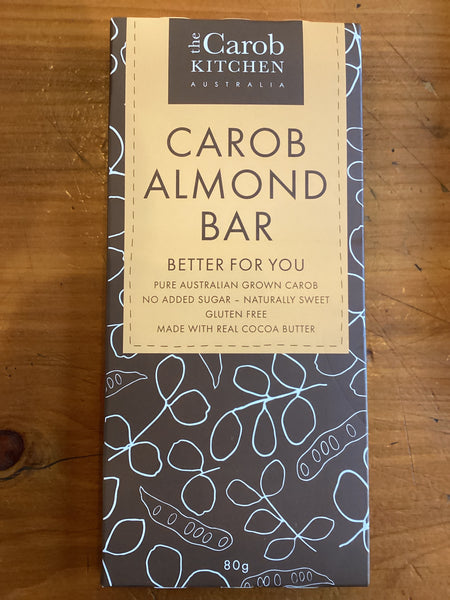 the Carob
KITCHEN
AUSTRALIA
CAROB
ALMOND
BAR
BETTER FOR YOU
PURE AUSTRALIAN GROWN CAROB
NO ADDED SUGAR – NATURALLY SWEET
GLUTEN FREE
MADE WITH REAL COCOA BUTTER
80g